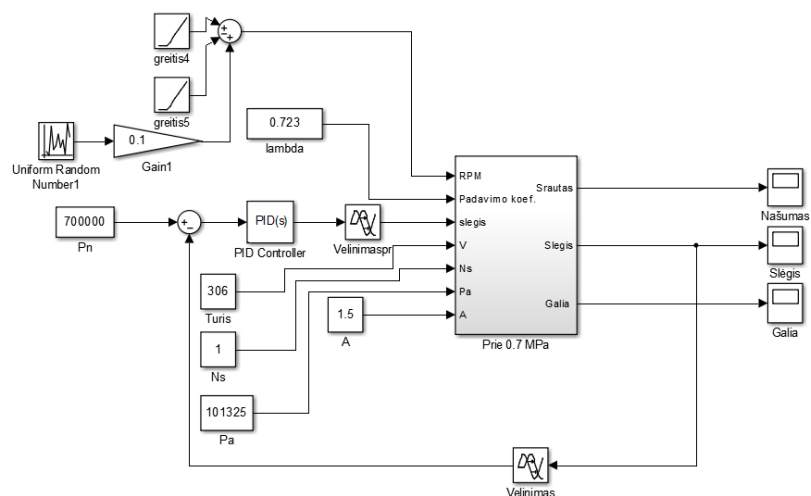 greitis4
greitis5
Uniform Random
Number1
0.1
Gain1
0.723
lambda
700000
Pn
PID(s)
PID Controller
Velinimaspr
306
Turis
1
Ns
101325
Pa
1.5
A
RPM
Padavimo koef.
slegis
V
Ns
Pa
A
Srautas
Slegis
Galia
Prie 0.7 MPa
Našumas
Slėgis
Galia
Velinimas